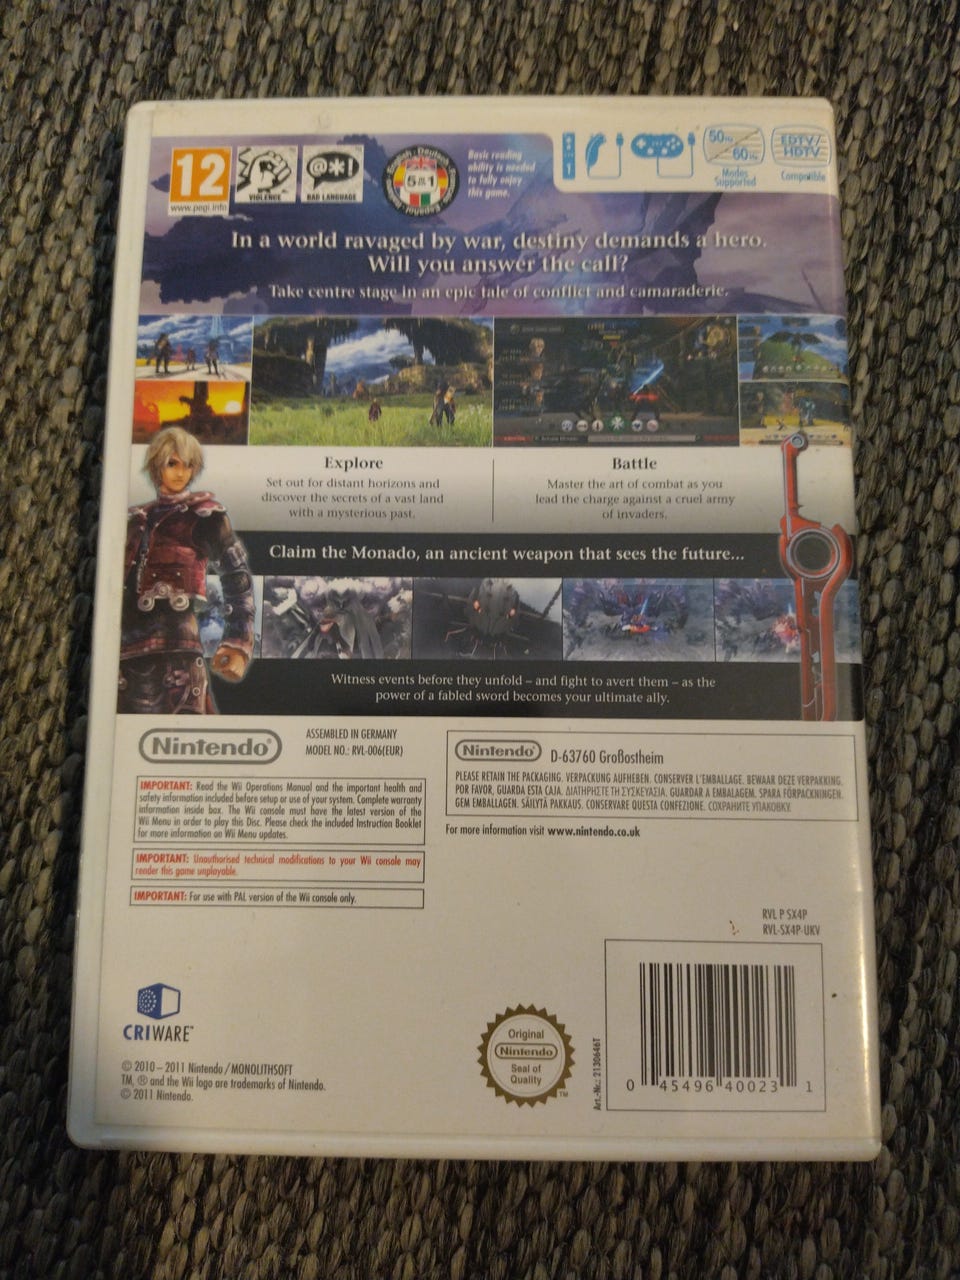 12
www.pegi.info
VIOLENCE
@*!
BAD LANGUAGE
English · Deutsch
5 IN 1
Español
Basic reading
ability is needed
to fully enjoy
this game.
1
50Hz
60Hz
Modes
Supported
EDTV/
HDTV
Compatible
In a world ravaged by war, destiny demands a hero.
Will you answer the call?
Take centre stage in an epic tale of conflict and camaraderie.
Explore
Set out for distant horizons and
discover the secrets of a vast land
with a mysterious past.
Battle
Master the art of combat as you
lead the charge against a cruel army
of invaders.
Claim the Monado, an ancient weapon that sees the future...
Witness events before they unfold – and fight to avert them – as the
power of a fabled sword becomes your ultimate ally.
Nintendo®
ASSEMBLED IN GERMANY
MODEL NO.: RVL-006(EUR)
IMPORTANT: Read the Wii Operations Manual and the important health and
safety information included before setup or use of your system. Complete warranty
information inside box. The Wii console must have the latest version of the
Wii Menu in order to play this Disc. Please check the included Instruction Booklet
for more information on Wii Menu updates.
IMPORTANT: Unauthorised technical modifications to your Wii console may
render this game unplayable.
IMPORTANT: For use with PAL version of the Wii console only.
Nintendo® D-63760 Großostheim
PLEASE RETAIN THE PACKAGING. VERPACKUNG AUFHEBEN. CONSERVER L'EMBALLAGE. BEWAAR DEZE VERPAKKING.
POR FAVOR, GUARDA ESTA CAJA. ΔΙΑΤΗΡΗΣΤΕ ΤΗ ΣΥΣΚΕΥΑΣΙΑ. GUARDAR A EMBALAGEM. SPARA FÖRPACKNINGEN.
GEM EMBALLAGEN. SÄILYTÄ PAKKAUS. CONSERVARE QUESTA CONFEZIONE. СОХРАНИТЕ УПАКОВКУ.
For more information visit www.nintendo.co.uk
RVL P SX4P
RVL-SX4P-UKV
CRIWARE™
© 2010 – 2011 Nintendo / MONOLITHSOFT
TM, ® and the Wii logo are trademarks of Nintendo.
© 2011 Nintendo.
Original
Nintendo®
Seal of
Quality
TM
Art.-Nr.: 2130646T
0 45496 40023 1